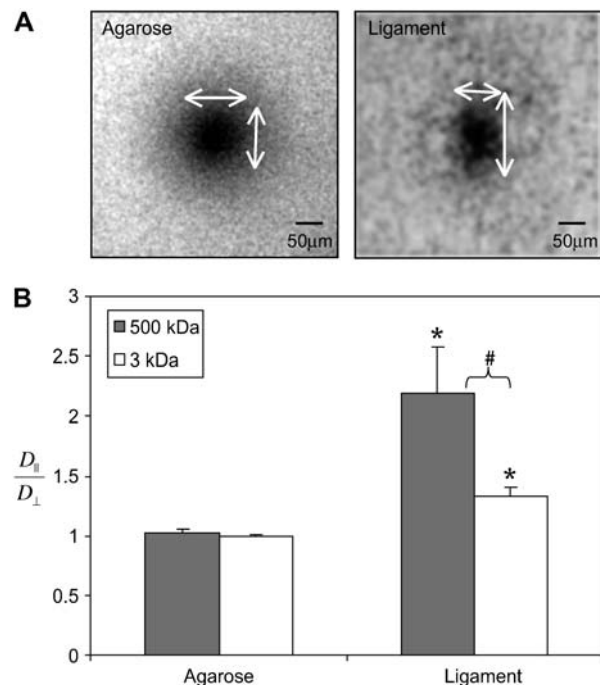 A
Agarose
50μm
Ligament
50μm
B
3
2.5
2
1.5
1
0.5
0
D∥
D⊥
500 kDa
3 kDa
*
#
*
Agarose
Ligament